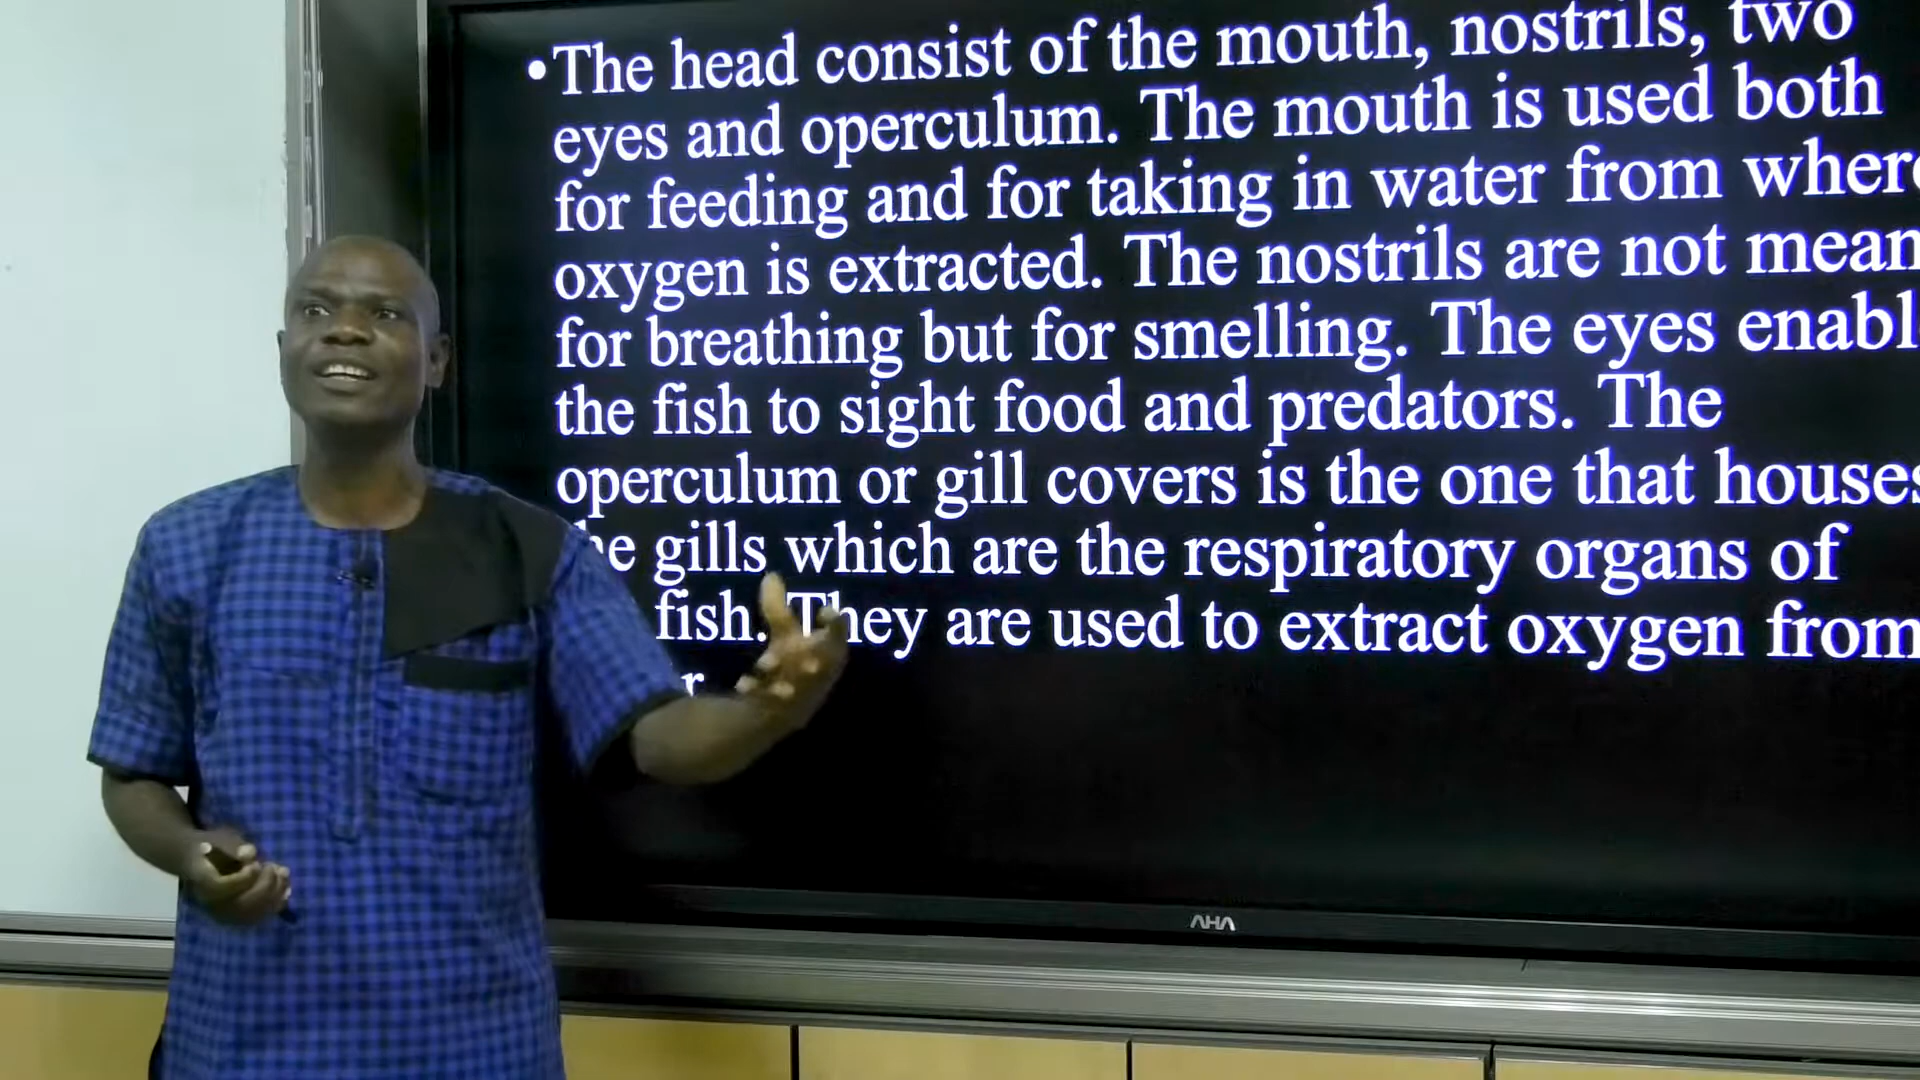 •The head consist of the mouth, nostrils, two
eyes and operculum. The mouth is used both
for feeding and for taking in water from where
oxygen is extracted. The nostrils are not mean
for breathing but for smelling. The eyes enabl
the fish to sight food and predators. The
operculum or gill covers is the one that houses
he gills which are the respiratory organs of
fish. They are used to extract oxygen from
r
AHA